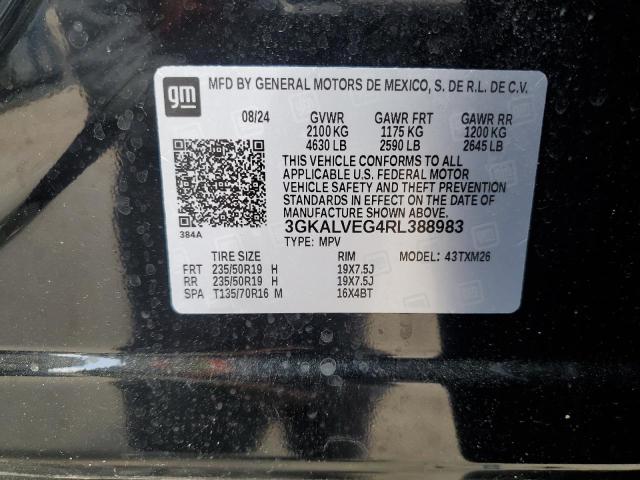 gm
MFD BY GENERAL MOTORS DE MEXICO, S. DE R.L. DE C.V.
08/24 GVWR GAWR FRT GAWR RR
2100 KG 1175 KG 1200 KG
4630 LB 2590 LB 2645 LB
THIS VEHICLE CONFORMS TO ALL
APPLICABLE U.S. FEDERAL MOTOR
VEHICLE SAFETY AND THEFT PREVENTION
STANDARDS IN EFFECT ON THE DATE OF
MANUFACTURE SHOWN ABOVE.
384A
3GKALVEG4RL388983
TYPE: MPV
TIRE SIZE RIM MODEL: 43TXM26
FRT 235/50R19 H 19X7.5J
RR 235/50R19 H 19X7.5J
SPA T135/70R16 M 16X4BT